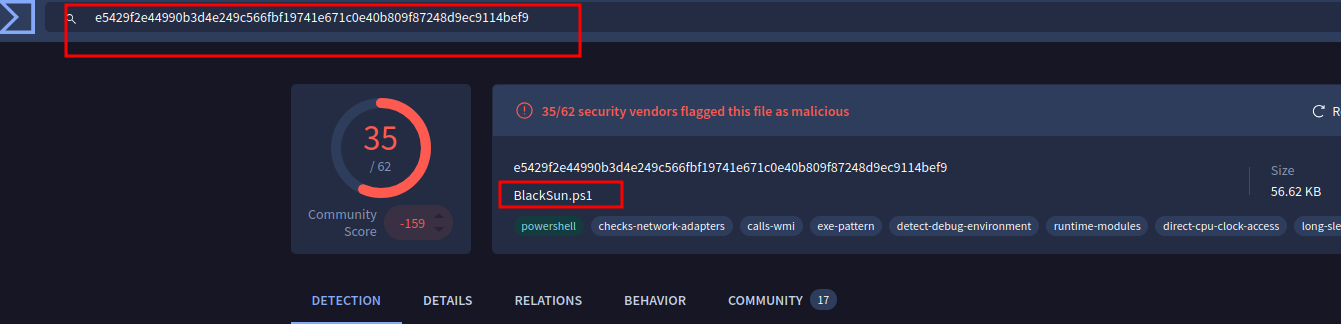 e5429f2e44990b3d4e249c566fbf19741e671c0e40b809f87248d9ec9114bef9
35
/ 62
Community
Score
-159
35/62 security vendors flagged this file as malicious
R
e5429f2e44990b3d4e249c566fbf19741e671c0e40b809f87248d9ec9114bef9
BlackSun.ps1
Size
56.62 KB
powershell checks-network-adapters calls-wmi exe-pattern detect-debug-environment runtime-modules direct-cpu-clock-access long-sle
DETECTION DETAILS RELATIONS BEHAVIOR COMMUNITY 17